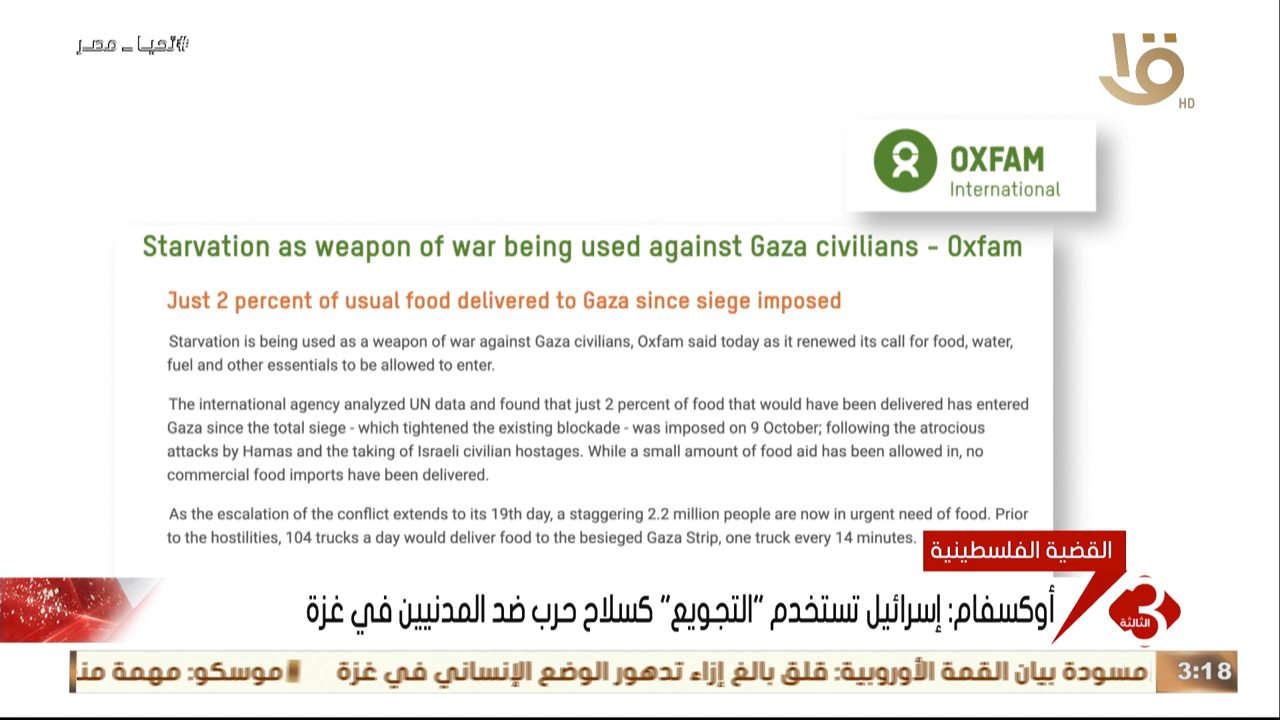 #تحيا_مصر
HD
OXFAM
International
Starvation as weapon of war being used against Gaza civilians - Oxfam
Just 2 percent of usual food delivered to Gaza since siege imposed
Starvation is being used as a weapon of war against Gaza civilians, Oxfam said today as it renewed its call for food, water,
fuel and other essentials to be allowed to enter.
The international agency analyzed UN data and found that just 2 percent of food that would have been delivered has entered
Gaza since the total siege - which tightened the existing blockade - was imposed on 9 October; following the atrocious
attacks by Hamas and the taking of Israeli civilian hostages. While a small amount of food aid has been allowed in, no
commercial food imports have been delivered.
As the escalation of the conflict extends to its 19th day, a staggering 2.2 million people are now in urgent need of food. Prior
to the hostilities, 104 trucks a day would deliver food to the besieged Gaza Strip, one truck every 14 minutes.
القضية الفلسطينية
أوكسفام: إسرائيل تستخدم "التجويع" كسلاح حرب ضد المدنيين في غزة
3 الثالثة
مسودة بيان القمة الأوروبية: قلق بالغ إزاء تدهور الوضع الإنساني في غزة موسكو: مهمة
3:18